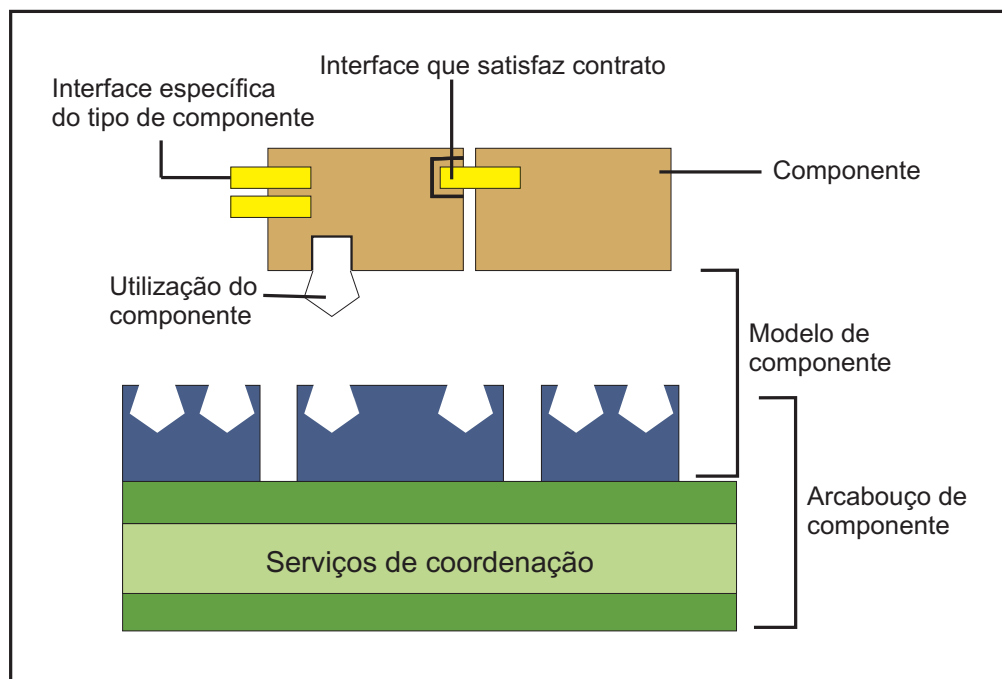 Interface que satisfaz contrato
Interface específica
do tipo de componente
Componente
Utilização do
componente
Modelo de
componente
Arcabouço de
componente
Serviços de coordenação